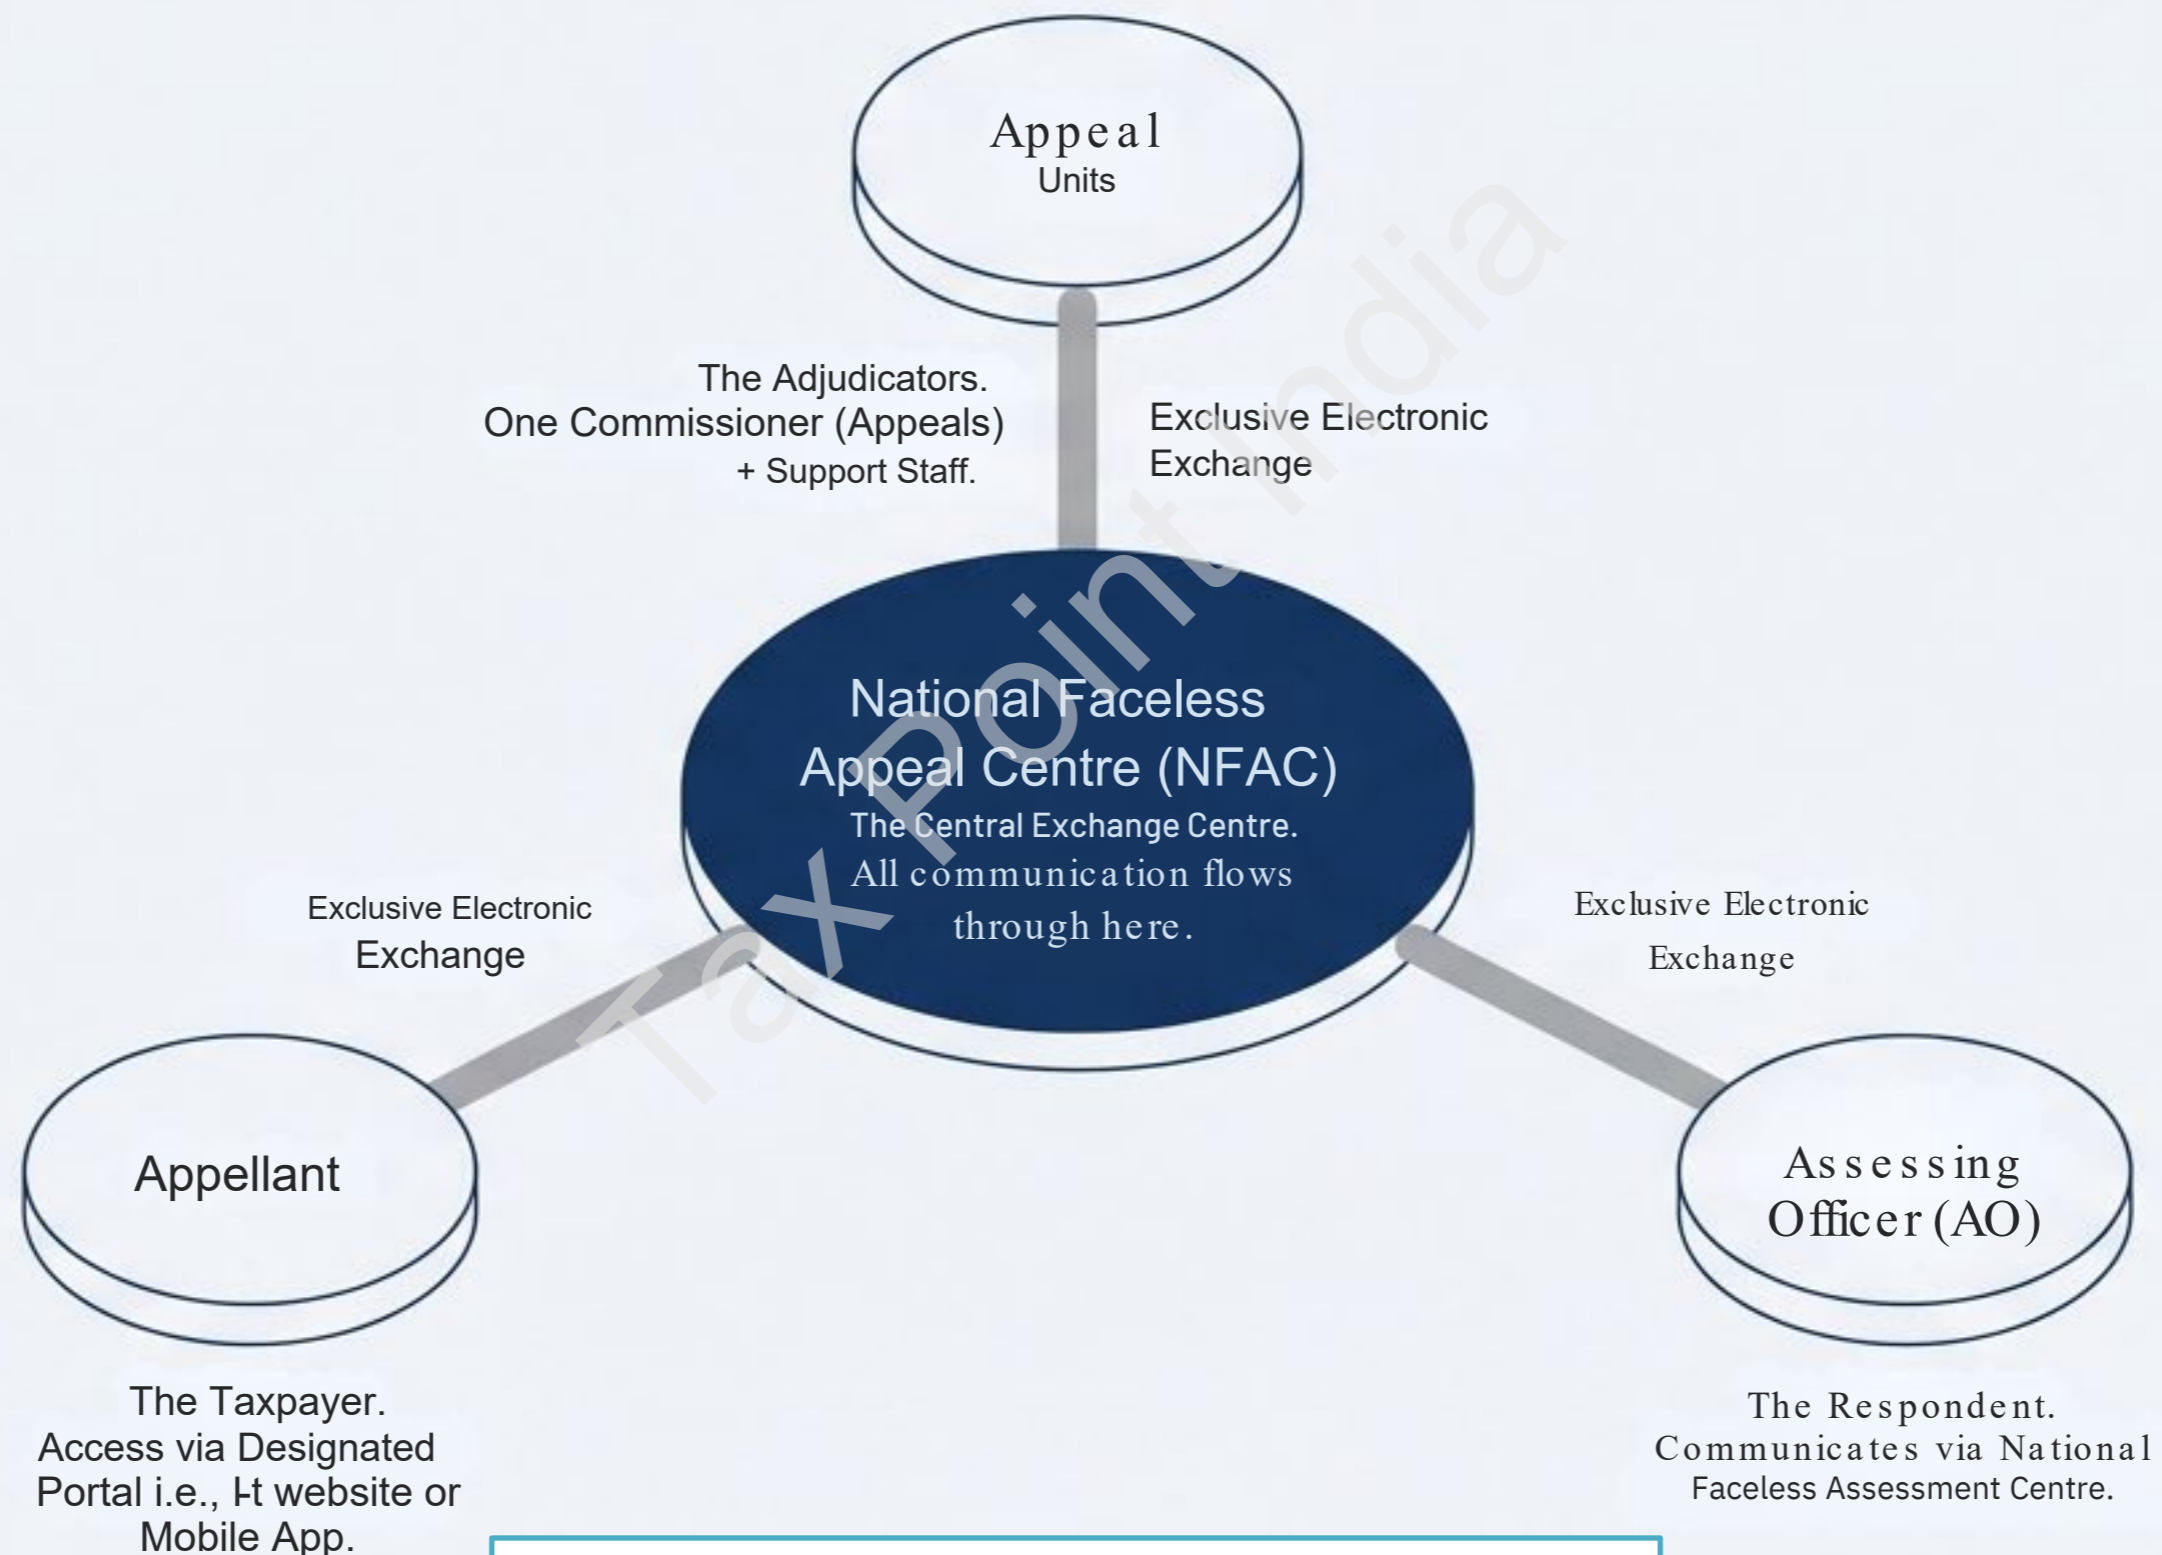 Appeal
Units
The Adjudicators.
One Commissioner (Appeals)
+ Support Staff.
Exclusive Electronic
Exchange
National Faceless
Appeal Centre (NFAC)
The Central Exchange Centre.
All communication flows
through here.
Exclusive Electronic
Exchange
Exclusive Electronic
Exchange
Appellant
Assessing
Officer (AO)
The Taxpayer.
Access via Designated
Portal i.e., I-t website or
Mobile App.
The Respondent.
Communicates via National
Faceless Assessment Centre.
Tax Point India